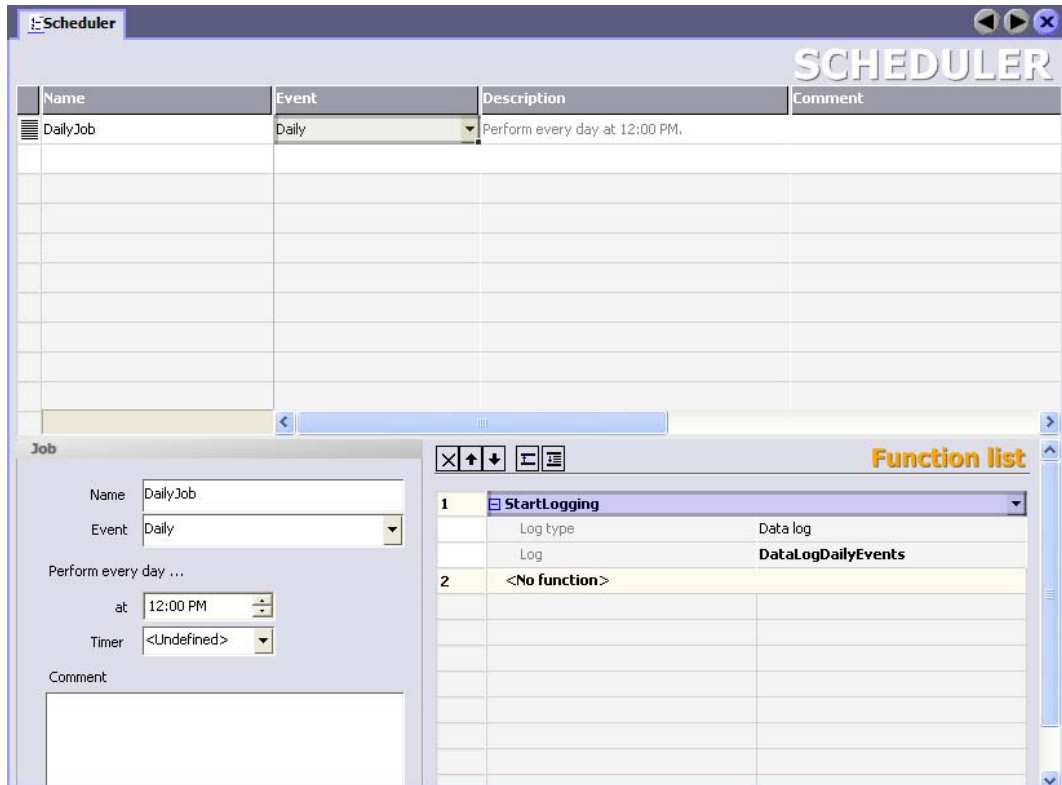 Scheduler
SCHEDULER
Name Event Description Comment
DailyJob Daily Perform every day at 12:00 PM.
Job
Name DailyJob
Event Daily
Perform every day ...
at 12:00 PM
Timer <Undefined>
Comment
Function list
1 StartLogging
Log type Data log
Log DataLogDailyEvents
2 <No function>